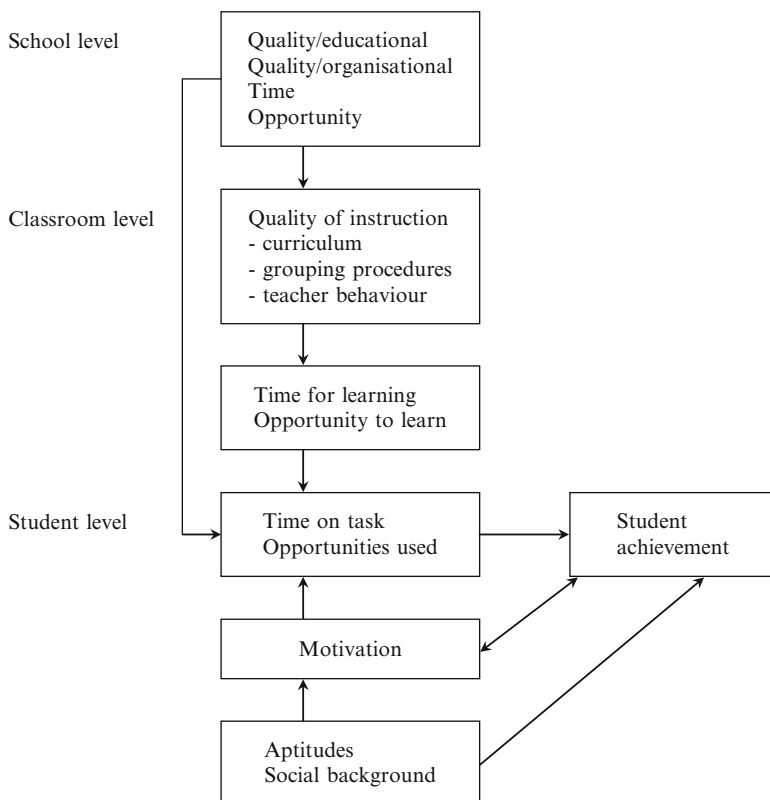 School level
Quality/educational
Quality/organisational
Time
Opportunity
Classroom level
Quality of instruction
- curriculum
- grouping procedures
- teacher behaviour
Time for learning
Opportunity to learn
Student level
Time on task
Opportunities used
Student
achievement
Motivation
Aptitudes
Social background